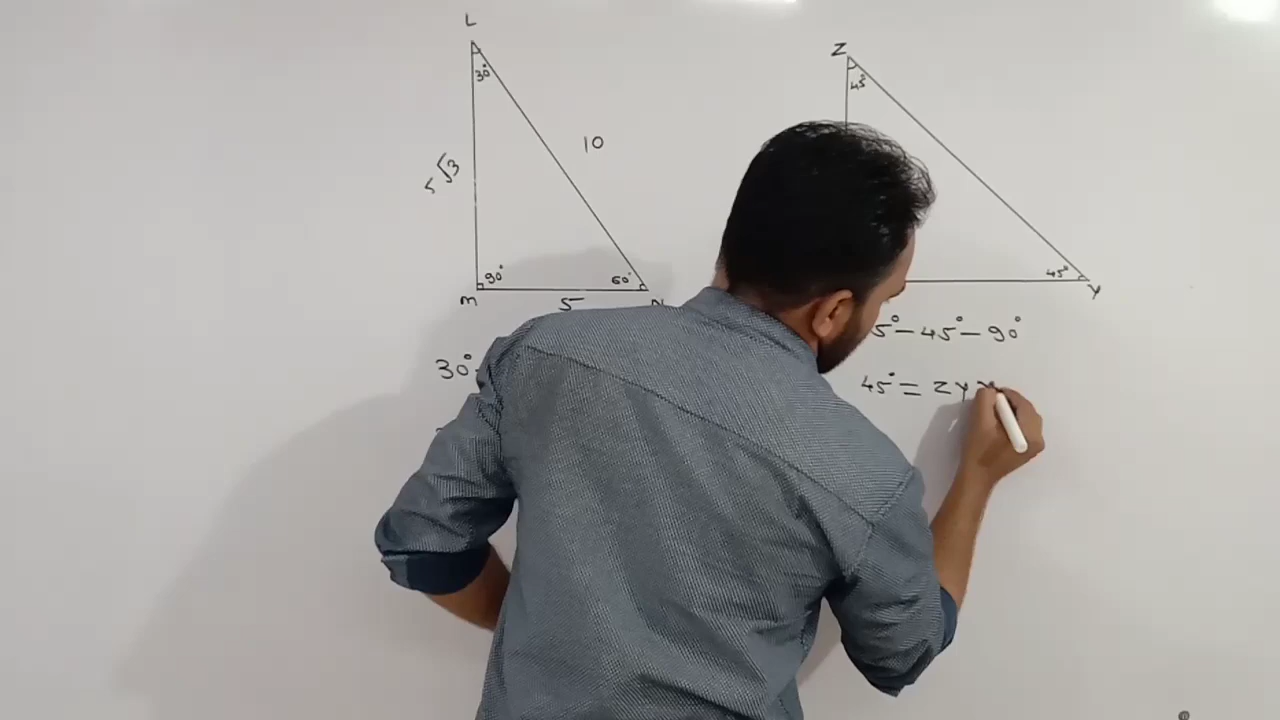 L
30°
5√3
10
90°
60°
M
5
N
30°
Z
45°
45°
Y
5° – 45° – 90°
45° = ZY